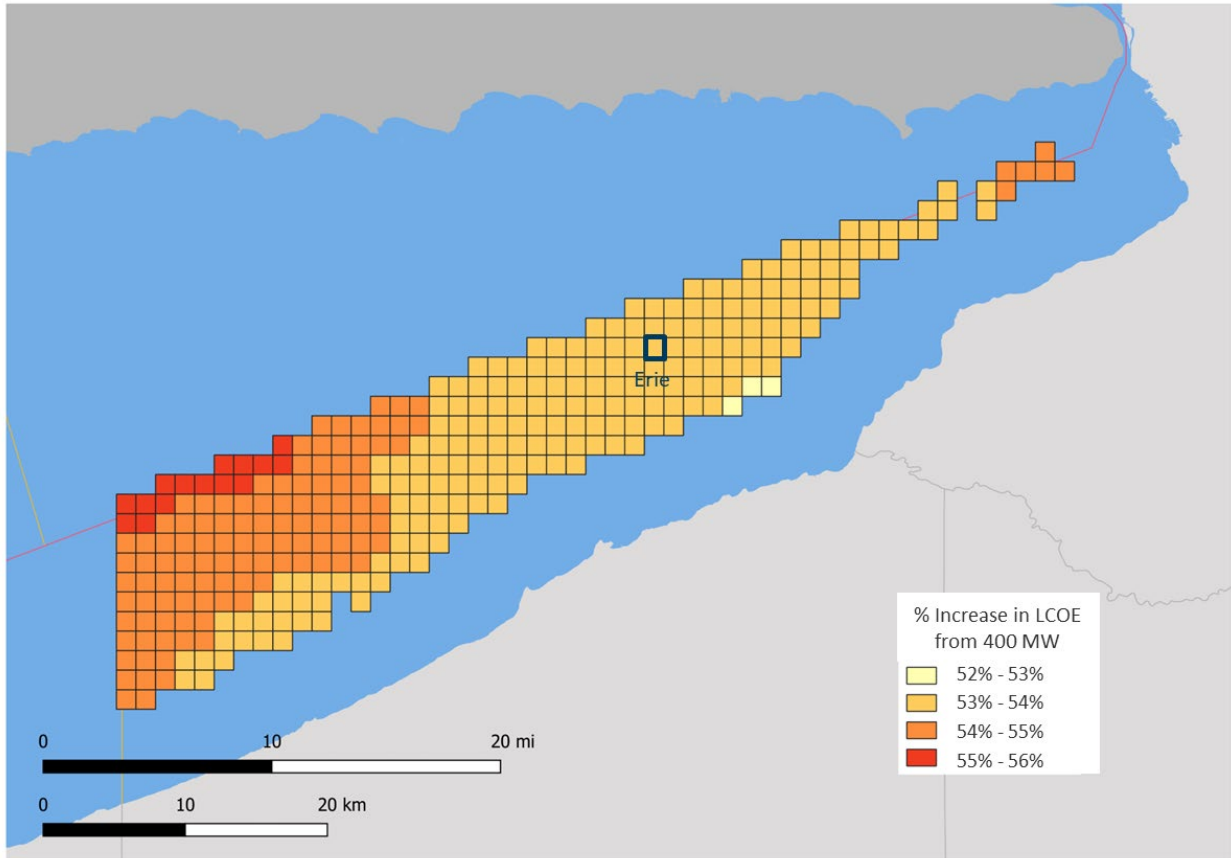 Erie
% Increase in LCOE
from 400 MW
52% - 53%
53% - 54%
54% - 55%
55% - 56%
0 10 20 mi
0 10 20 km